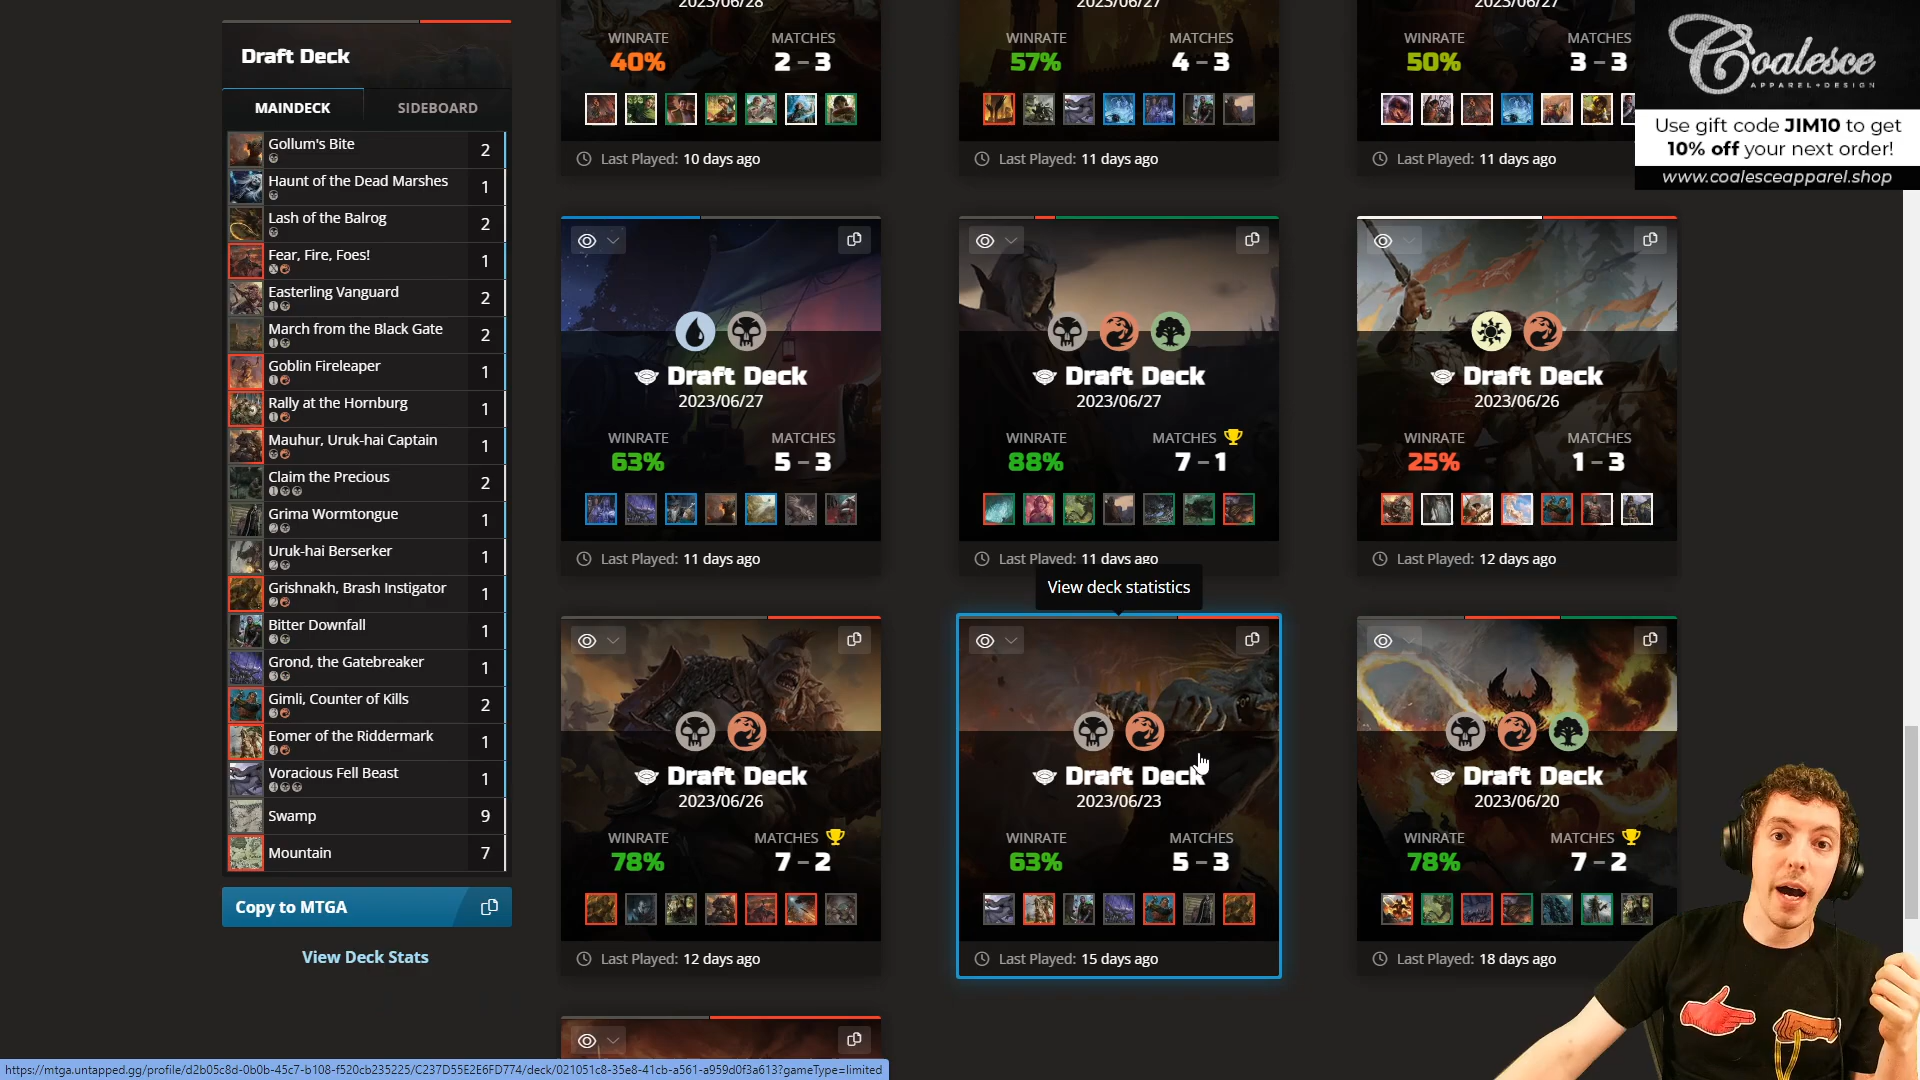 Draft Deck
MAINDECK
SIDEBOARD
Gollum's Bite
2
Haunt of the Dead Marshes
1
Lash of the Balrog
2
Fear, Fire, Foes!
1
Easterling Vanguard
2
March from the Black Gate
2
Goblin Fireleaper
1
Rally at the Hornburg
1
Mauhur, Uruk-hai Captain
1
Claim the Precious
2
Grima Wormtongue
1
Uruk-hai Berserker
1
Grishnakh, Brash Instigator
1
Bitter Downfall
1
Grond, the Gatebreaker
1
Gimli, Counter of Kills
2
Eomer of the Riddermark
1
Voracious Fell Beast
1
Swamp
9
Mountain
7
Copy to MTGA
View Deck Stats
2023/06/28
WINRATE
MATCHES
40%
2 – 3
Last Played: 10 days ago
2023/06/27
WINRATE
MATCHES
57%
4 – 3
Last Played: 11 days ago
2023/06/27
WINRATE
MATCHES
50%
3 – 3
Last Played: 11 days ago
Draft Deck
2023/06/27
WINRATE
MATCHES
63%
5 – 3
Last Played: 11 days ago
Draft Deck
2023/06/27
WINRATE
MATCHES
88%
7 – 1
Last Played: 11 days ago
Draft Deck
2023/06/26
WINRATE
MATCHES
25%
1 – 3
Last Played: 12 days ago
Draft Deck
2023/06/26
WINRATE
MATCHES
78%
7 – 2
Last Played: 12 days ago
View deck statistics
Draft Deck
2023/06/23
WINRATE
MATCHES
63%
5 – 3
Last Played: 15 days ago
Draft Deck
2023/06/20
WINRATE
MATCHES
78%
7 – 2
Last Played: 18 days ago
Coalesce
APPAREL+DESIGN
Use gift code JIM10 to get
10% off your next order!
www.coalesceapparel.shop
https://mtga.untapped.gg/profile/d2b05c8d-0b0b-45c7-b108-f520cb235225/C237D55E2E6FD774/deck/021051c8-35e8-41cb-a561-a959d0f3a613?gameType=limited